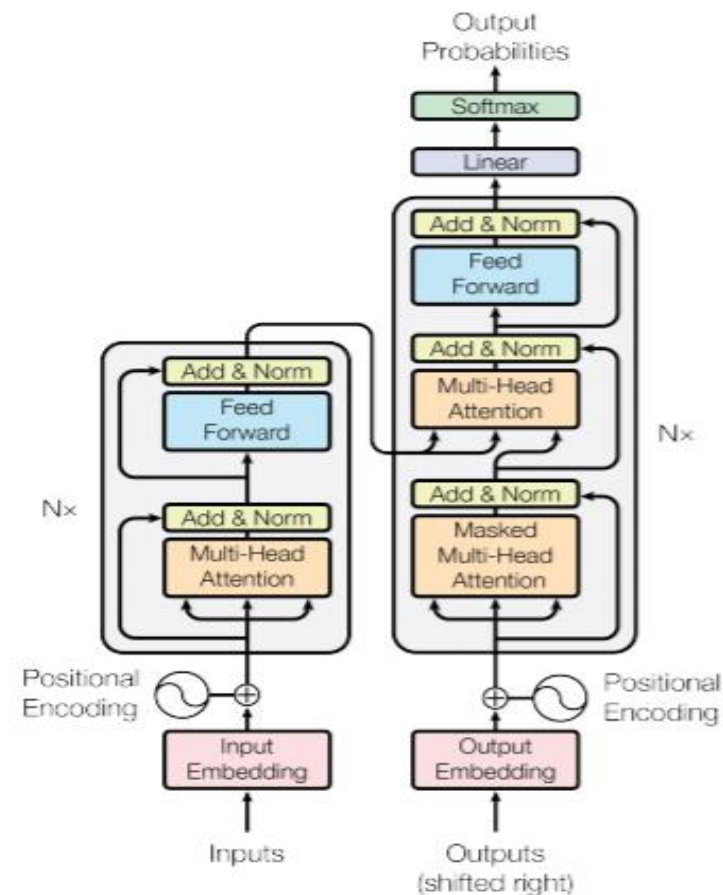 Output
Probabilities
Softmax
Linear
Add & Norm
Feed
Forward
Add & Norm
Multi-Head
Attention
Add & Norm
Masked
Multi-Head
Attention
Nx
Add & Norm
Feed
Forward
Add & Norm
Multi-Head
Attention
Nx
Positional
Encoding
Positional
Encoding
Input
Embedding
Output
Embedding
Inputs
Outputs
(shifted right)